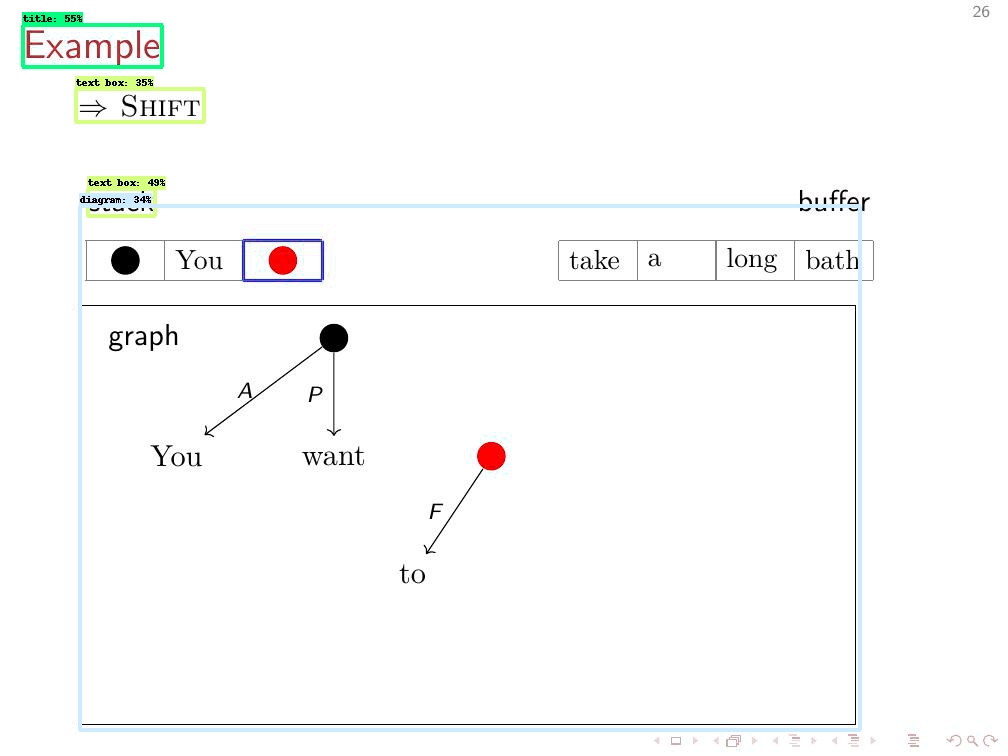 26
title: 55%
Example
text box: 35%
⇒ SHIFT
text box: 49%
diagram: 34%
stack
buffer
You
take a long bath
graph
A
P
You want
F
to